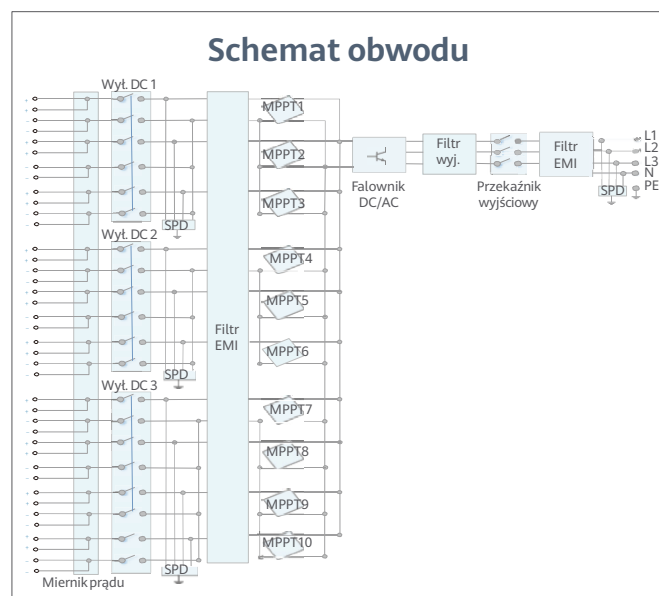 Schemat obwodu
Wył. DC 1
MPPT1
MPPT2
MPPT3
SPD
Wył. DC 2
MPPT4
MPPT5
MPPT6
SPD
Wył. DC 3
MPPT7
MPPT8
MPPT9
MPPT10
SPD
Miernik prądu
Filtr
EMI
Falownik
DC/AC
Filtr
wyj.
Przekaźnik
wyjściowy
Filtr
EMI
SPD
L1
L2
L3
N
PE